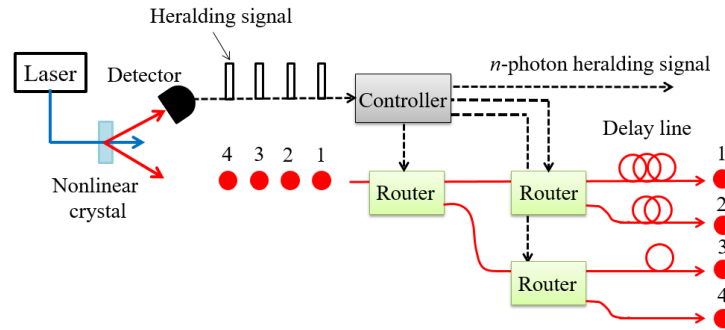 Heralding signal
Laser
Detector
n-photon heralding signal
Controller
Delay line
4 3 2 1
Nonlinear
crystal
Router
Router
Router
1
2
3
4